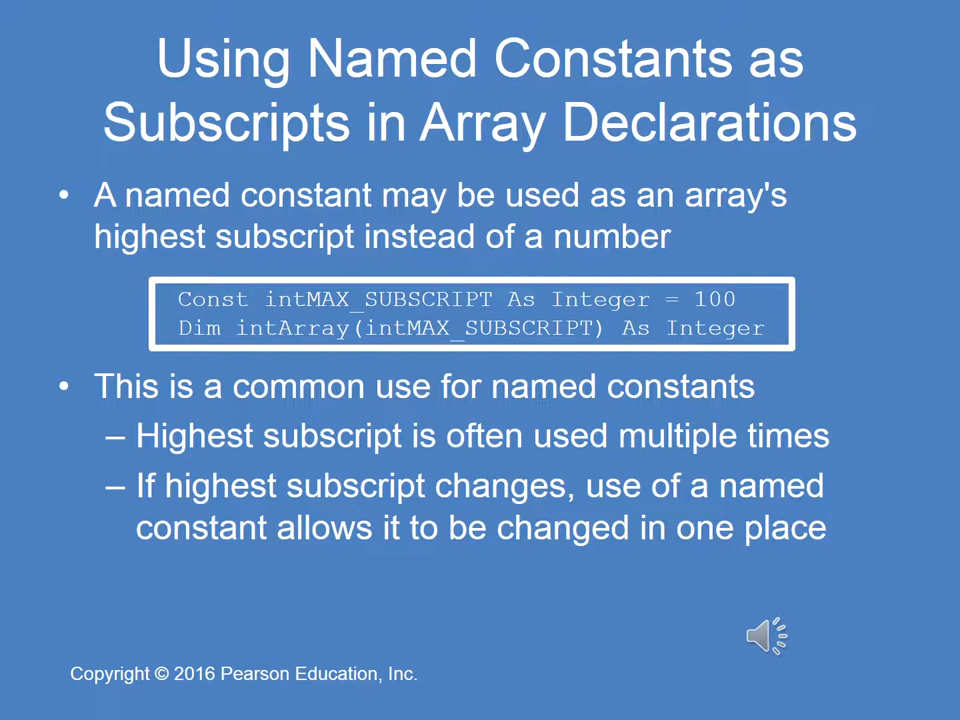 Using Named Constants as
Subscripts in Array Declarations
• A named constant may be used as an array's
highest subscript instead of a number
Const intMAX_SUBSCRIPT As Integer = 100
Dim intArray(intMAX_SUBSCRIPT) As Integer
• This is a common use for named constants
– Highest subscript is often used multiple times
– If highest subscript changes, use of a named
constant allows it to be changed in one place
Copyright © 2016 Pearson Education, Inc.